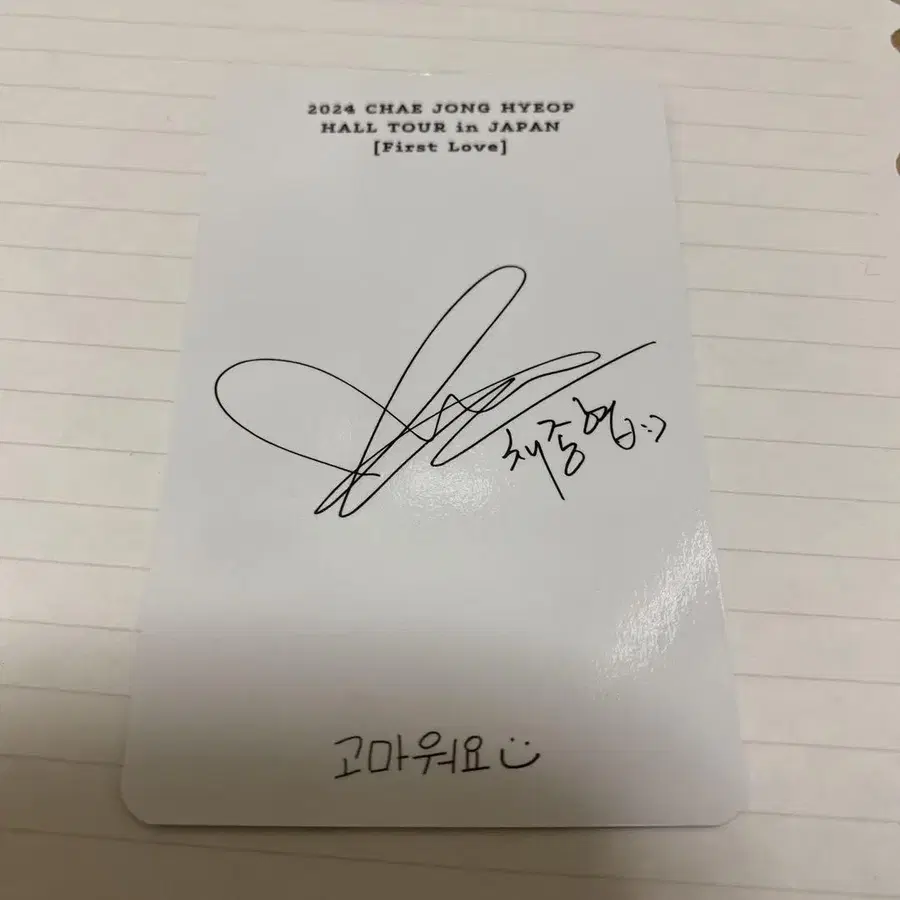 2024 CHAE JONG HYEOP
HALL TOUR in JAPAN
[First Love]
채종협:)
고마워요